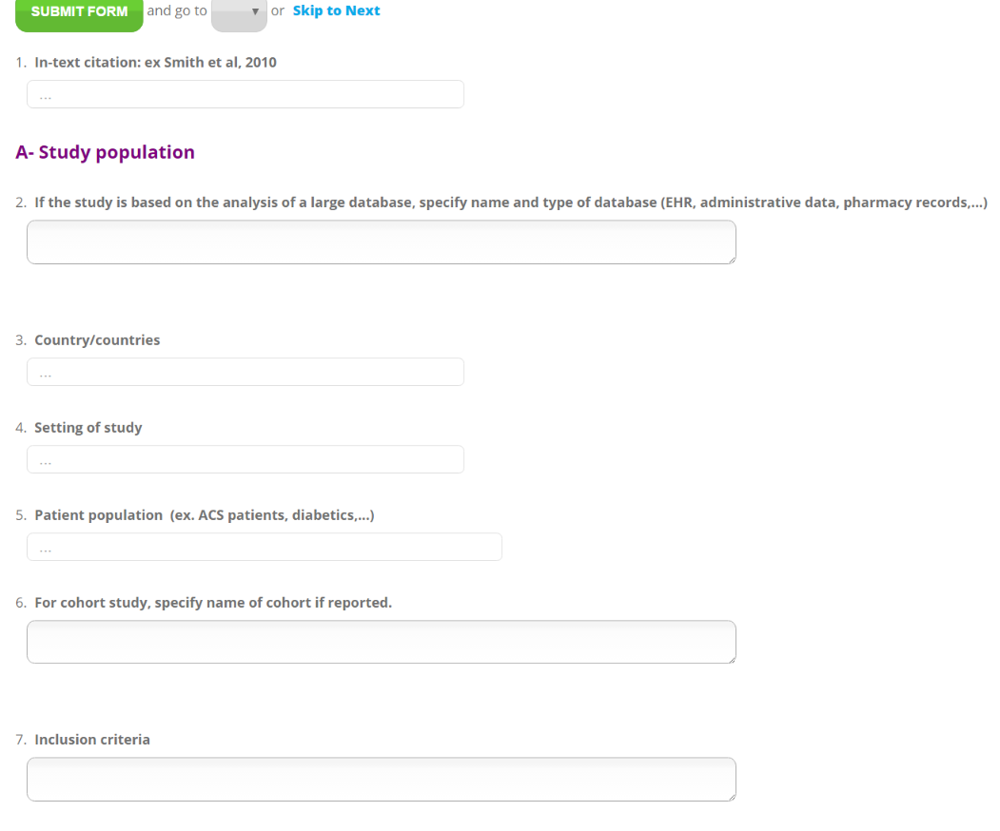 SUBMIT FORM and go to ▼ or Skip to Next
1. In-text citation: ex Smith et al, 2010
...
A- Study population
2. If the study is based on the analysis of a large database, specify name and type of database (EHR, administrative data, pharmacy records,...)
3. Country/countries
...
4. Setting of study
...
5. Patient population (ex. ACS patients, diabetics,...)
...
6. For cohort study, specify name of cohort if reported.
7. Inclusion criteria